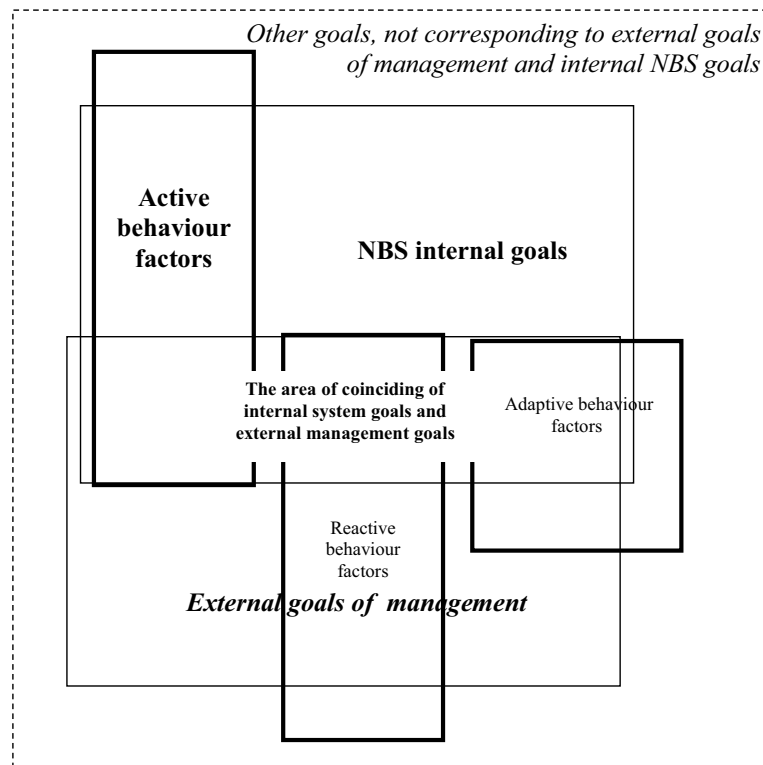 Other goals, not corresponding to external goals
of management and internal NBS goals
Active
behaviour
factors
NBS internal goals
The area of coinciding of
internal system goals and
external management goals
Adaptive behaviour
factors
Reactive
behaviour
factors
External goals of management